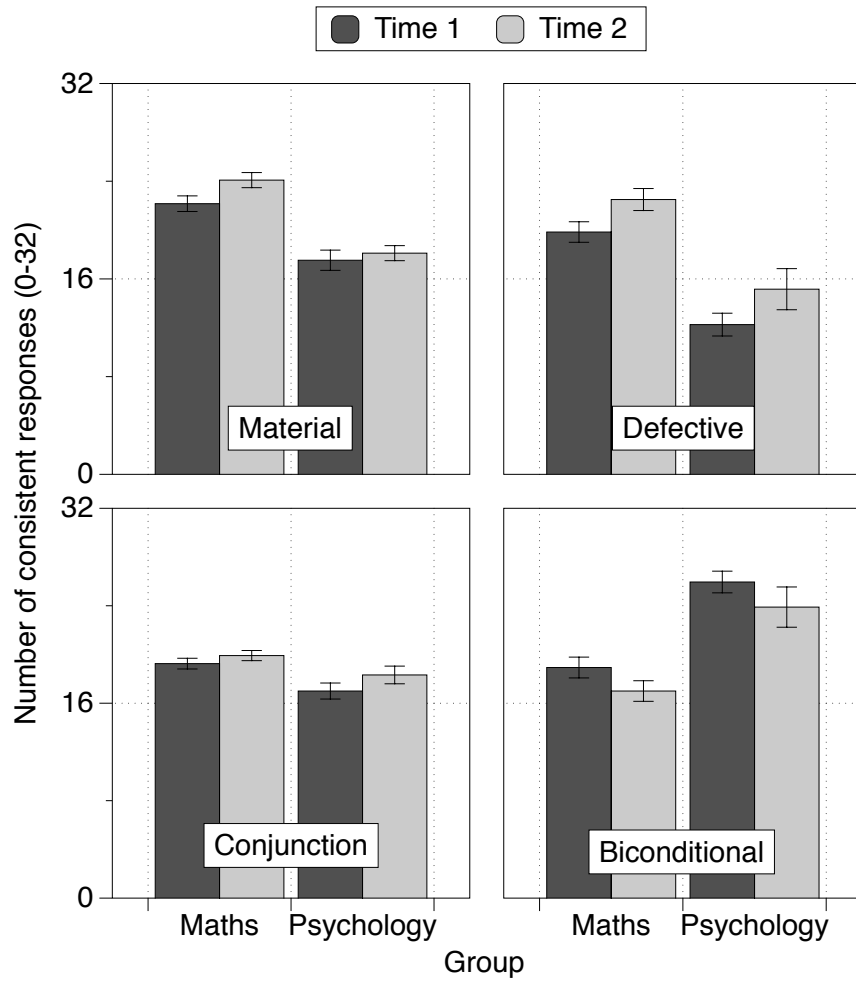 Time 1 Time 2
32
16
0
Material
Defective
32
16
0
Conjunction
Biconditional
Number of consistent responses (0-32)
Maths Psychology Maths Psychology
Group